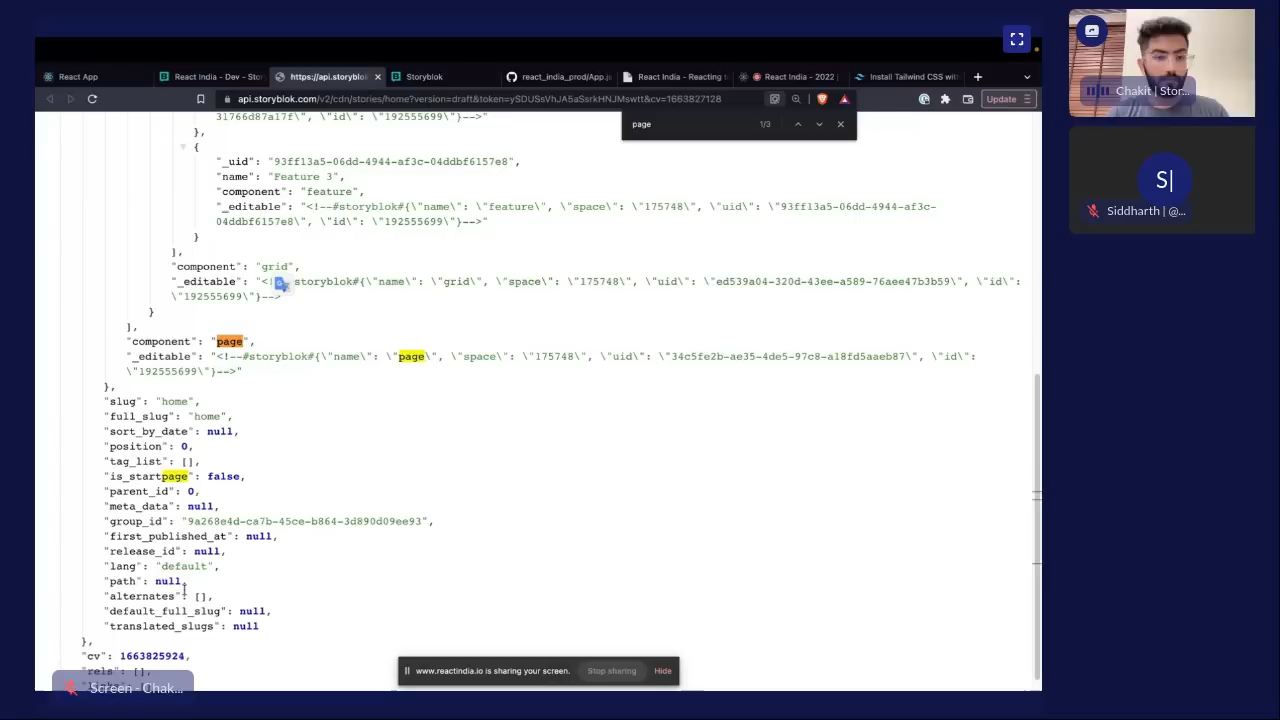 React App
React India - Dev - Stor
https://api.storyblo
Storyblok
react_india_prod/App.js
React India - Reacting t
React India – 2022
Install Tailwind CSS with
api.storyblok.com/v2/cdn/stories/home?version=draft&token=ySDUSsVhJA5aSsrkHNJMswtt&cv=1663827128
Update
page
1/3
31766d87a17f\", \"id\": \"192555699\"}-->"
},
{
"_uid": "93ff13a5-06dd-4944-af3c-04ddbf6157e8",
"name": "Feature 3",
"component": "feature",
"_editable": "<!--#storyblok#{\"name\": \"feature\", \"space\": \"175748\", \"uid\": \"93ff13a5-06dd-4944-af3c-
04ddbf6157e8\", \"id\": \"192555699\"}-->"
}
],
"component": "grid",
"_editable": "<! storyblok#{\"name\": \"grid\", \"space\": \"175748\", \"uid\": \"ed539a04-320d-43ee-a589-76aee47b3b59\", \"id\":
\"192555699\"}-->"
}
],
"component": "page",
"_editable": "<!--#storyblok#{\"name\": \"page\", \"space\": \"175748\", \"uid\": \"34c5fe2b-ae35-4de5-97c8-a18fd5aaeb87\", \"id\":
\"192555699\"}-->"
},
"slug": "home",
"full_slug": "home",
"sort_by_date": null,
"position": 0,
"tag_list": [],
"is_startpage": false,
"parent_id": 0,
"meta_data": null,
"group_id": "9a268e4d-ca7b-45ce-b864-3d890d09ee93",
"first_published_at": null,
"release_id": null,
"lang": "default",
"path": null,
"alternates": [],
"default_full_slug": null,
"translated_slugs": null
},
"cv": 1663825924,
"rels": [],
www.reactindia.io is sharing your screen.
Stop sharing
Hide
Screen - Chak...
Chakit | Stor...
S|
Siddharth | @...